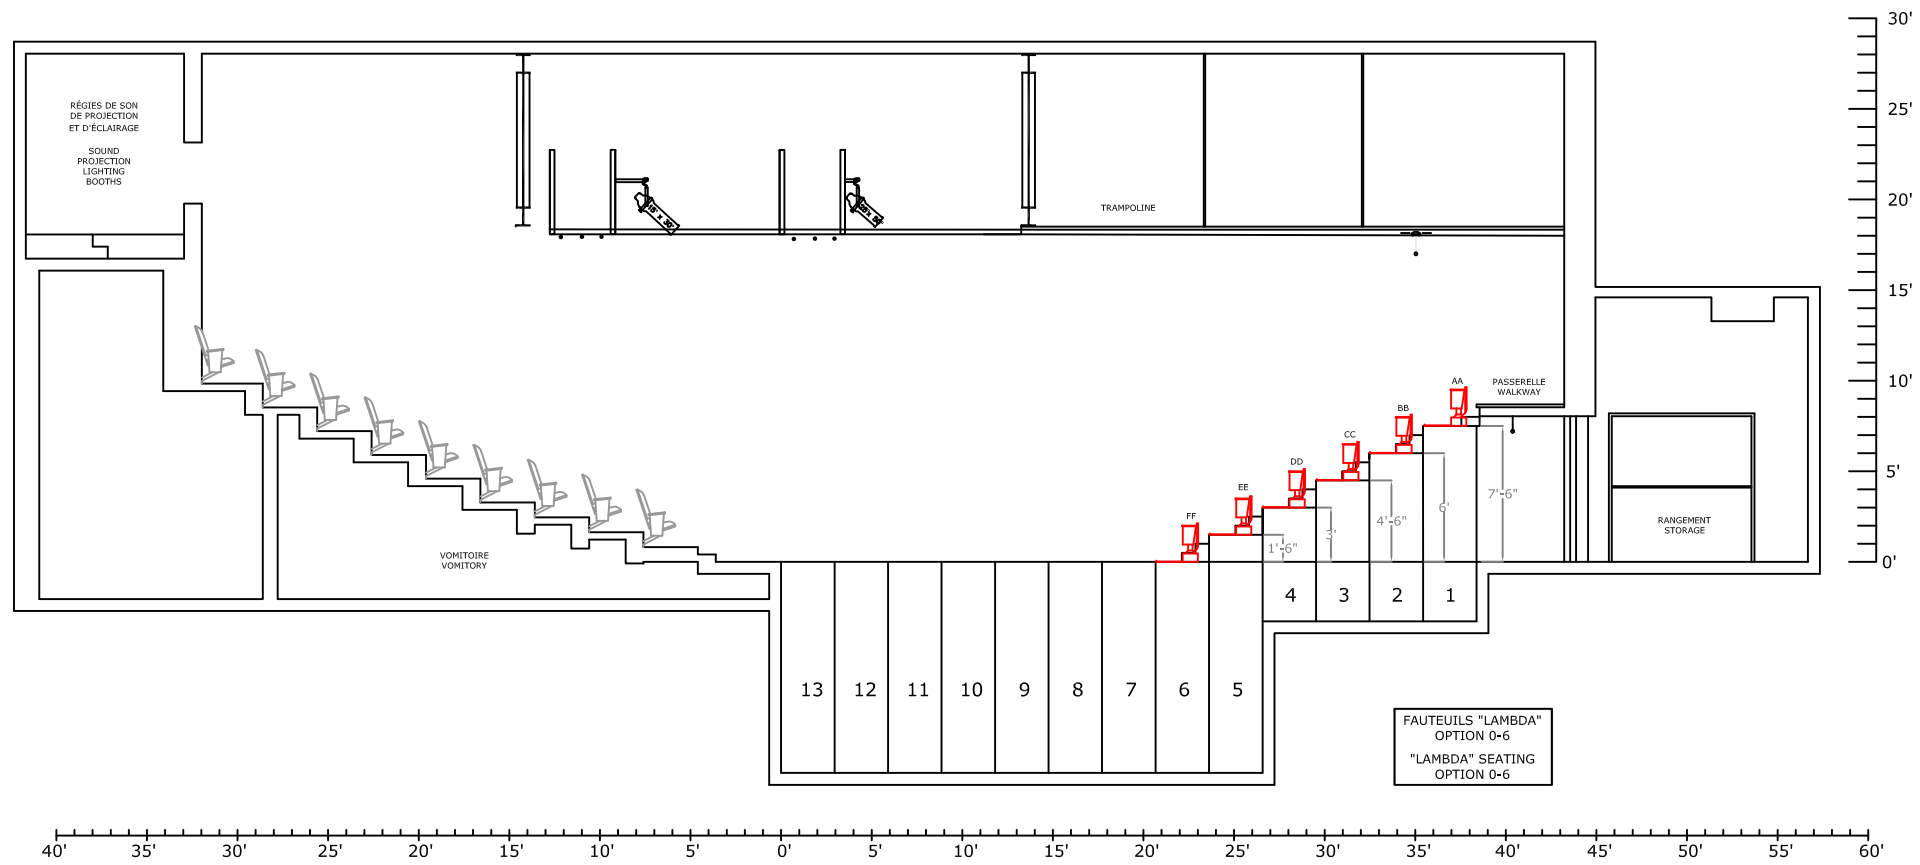 30'
25'
20'
15'
10'
5'
0'
RÉGIES DE SON
DE PROJECTION
ET D'ÉCLAIRAGE
SOUND
PROJECTION
LIGHTING
BOOTHS
15° x 30°
25° x 50°
TRAMPOLINE
PASSERELLE
WALKWAY
AA
BB
CC
DD
EE
FF
1'-6"
3'
4'-6"
6'
7'-6"
RANGEMENT
STORAGE
VOMITOIRE
VOMITORY
4
3
2
1
13
12
11
10
9
8
7
6
5
FAUTEUILS "LAMBDA"
OPTION 0-6
"LAMBDA" SEATING
OPTION 0-6
40' 35' 30' 25' 20' 15' 10' 5' 0' 5' 10' 15' 20' 25' 30' 35' 40' 45' 50' 55' 60'